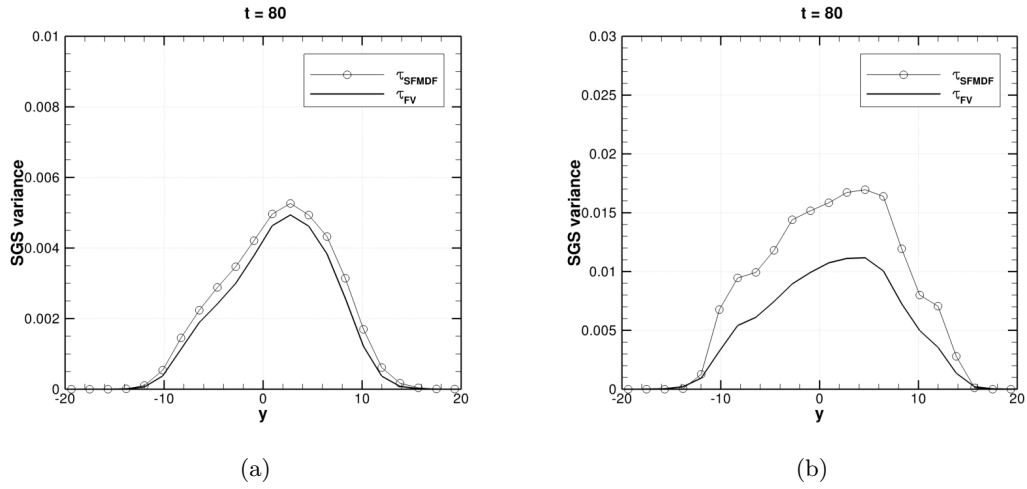 t = 80
0.01
0.008
0.006
0.004
0.002
0
SGS variance
-20
-10
0
10
20
y
τSFMDF
τFV
(a)
t = 80
0.03
0.025
0.02
0.015
0.01
0.005
0
SGS variance
-20
-10
0
10
20
y
τSFMDF
τFV
(b)